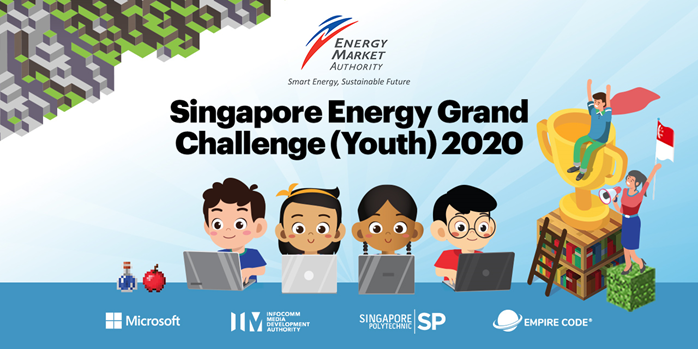 ENERGY
MARKET
AUTHORITY
Smart Energy, Sustainable Future
Singapore Energy Grand
Challenge (Youth) 2020
Microsoft
IM
INFOCOMM
MEDIA
DEVELOPMENT
AUTHORITY
SINGAPORE
POLYTECHNIC
SP
EMPIRE CODE®